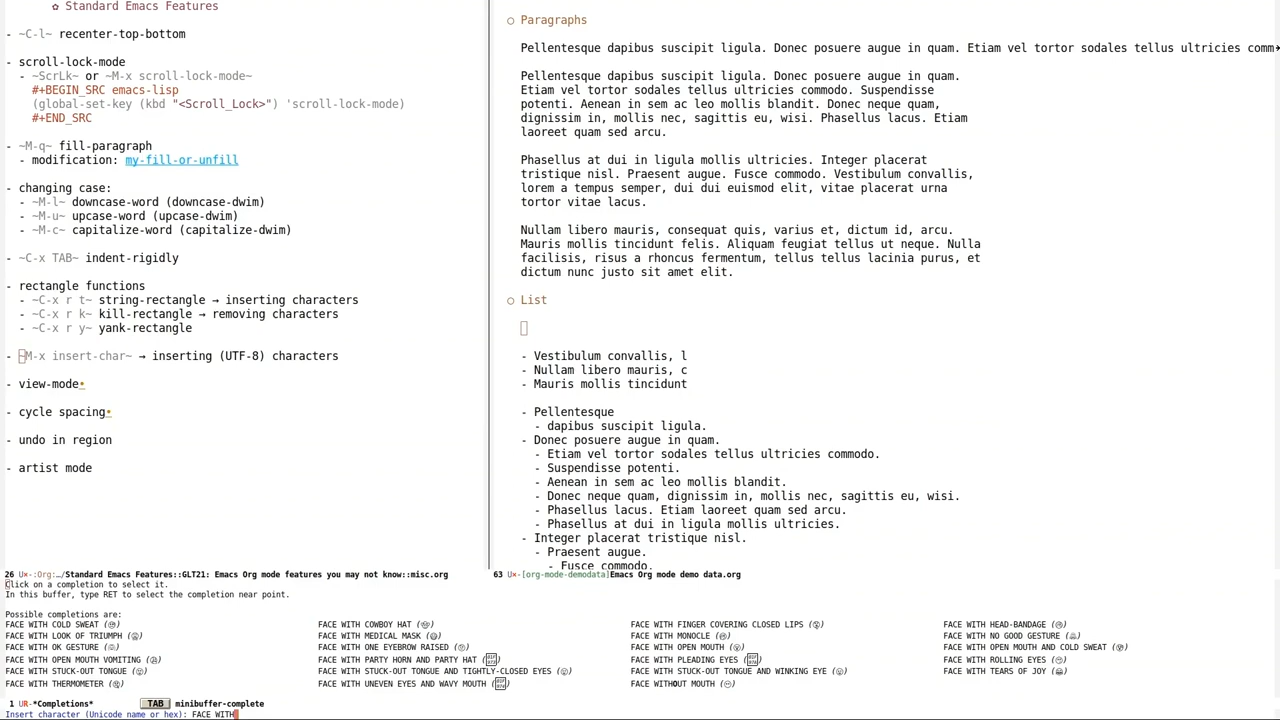 ✿ Standard Emacs Features
- ~C-l~ recenter-top-bottom
- scroll-lock-mode
- ~ScrLk~ or ~M-x scroll-lock-mode~
#+BEGIN_SRC emacs-lisp
(global-set-key (kbd "<Scroll_Lock>") 'scroll-lock-mode)
#+END_SRC
- ~M-q~ fill-paragraph
- modification: my-fill-or-unfill
- changing case:
- ~M-l~ downcase-word (downcase-dwim)
- ~M-u~ upcase-word (upcase-dwim)
- ~M-c~ capitalize-word (capitalize-dwim)
- ~C-x TAB~ indent-rigidly
- rectangle functions
- ~C-x r t~ string-rectangle → inserting characters
- ~C-x r k~ kill-rectangle → removing characters
- ~C-x r y~ yank-rectangle
- ~M-x insert-char~ → inserting (UTF-8) characters
- view-mode•
- cycle spacing•
- undo in region
- artist mode
26 U×-:Org:…/Standard Emacs Features::GLT21: Emacs Org mode features you may not know::misc.org
○ Paragraphs
Pellentesque dapibus suscipit ligula. Donec posuere augue in quam. Etiam vel tortor sodales tellus ultricies comm
Pellentesque dapibus suscipit ligula. Donec posuere augue in quam.
Etiam vel tortor sodales tellus ultricies commodo. Suspendisse
potenti. Aenean in sem ac leo mollis blandit. Donec neque quam,
dignissim in, mollis nec, sagittis eu, wisi. Phasellus lacus. Etiam
laoreet quam sed arcu.
Phasellus at dui in ligula mollis ultricies. Integer placerat
tristique nisl. Praesent augue. Fusce commodo. Vestibulum convallis,
lorem a tempus semper, dui dui euismod elit, vitae placerat urna
tortor vitae lacus.
Nullam libero mauris, consequat quis, varius et, dictum id, arcu.
Mauris mollis tincidunt felis. Aliquam feugiat tellus ut neque. Nulla
facilisis, risus a rhoncus fermentum, tellus tellus lacinia purus, et
dictum nunc justo sit amet elit.
○ List
- Vestibulum convallis, l
- Nullam libero mauris, c
- Mauris mollis tincidunt
- Pellentesque
- dapibus suscipit ligula.
- Donec posuere augue in quam.
- Etiam vel tortor sodales tellus ultricies commodo.
- Suspendisse potenti.
- Aenean in sem ac leo mollis blandit.
- Donec neque quam, dignissim in, mollis nec, sagittis eu, wisi.
- Phasellus lacus. Etiam laoreet quam sed arcu.
- Phasellus at dui in ligula mollis ultricies.
- Integer placerat tristique nisl.
- Praesent augue.
- Fusce commodo.
63 U×-[org-mode-demodata]Emacs Org mode demo data.org
Click on a completion to select it.
In this buffer, type RET to select the completion near point.
Possible completions are:
FACE WITH COLD SWEAT (😓) FACE WITH COWBOY HAT (🤠) FACE WITH FINGER COVERING CLOSED LIPS (🤫) FACE WITH HEAD-BANDAGE (🤕)
FACE WITH LOOK OF TRIUMPH (😤) FACE WITH MEDICAL MASK (😷) FACE WITH MONOCLE (🧐) FACE WITH NO GOOD GESTURE (🙅)
FACE WITH OK GESTURE (🙆) FACE WITH ONE EYEBROW RAISED (🤨) FACE WITH OPEN MOUTH (😮) FACE WITH OPEN MOUTH AND COLD SWEAT (😰)
FACE WITH OPEN MOUTH VOMITING (🤮) FACE WITH PARTY HORN AND PARTY HAT () FACE WITH PLEADING EYES () FACE WITH ROLLING EYES (🙄)
FACE WITH STUCK-OUT TONGUE (😛) FACE WITH STUCK-OUT TONGUE AND TIGHTLY-CLOSED EYES (😝) FACE WITH STUCK-OUT TONGUE AND WINKING EYE (😜) FACE WITH TEARS OF JOY (😂)
FACE WITH THERMOMETER (🤒) FACE WITH UNEVEN EYES AND WAVY MOUTH () FACE WITHOUT MOUTH (😶)
1 UR-*Completions* TAB minibuffer-complete
Insert character (Unicode name or hex): FACE WITH